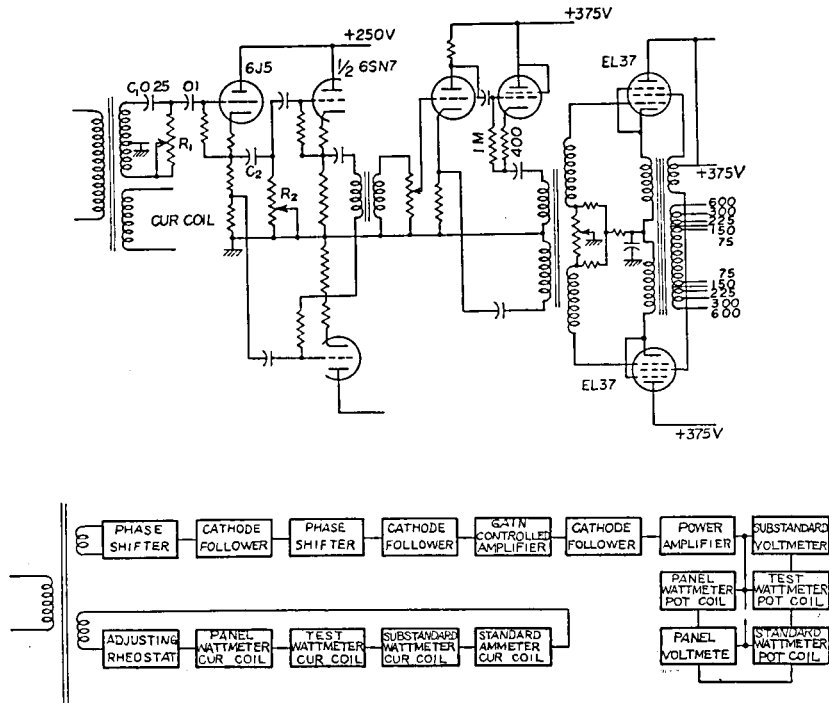 +250V
6J5
½ 6SN7
C₁ 025
01
R₁
C₂
R₂
CUR COIL
+375V
1M
400
EL37
+375V
600
300
225
150
75
75
150
225
300
600
EL37
+375V
PHASE SHIFTER
CATHODE FOLLOWER
PHASE SHIFTER
CATHODE FOLLOWER
GAIN CONTROLLED AMPLIFIER
CATHODE FOLLOWER
POWER AMPLIFIER
SUBSTANDARD VOLTMETER
PANEL WATTMETER POT COIL
TEST WATTMETER POT COIL
ADJUSTING RHEOSTAT
PANEL WATTMETER CUR COIL
TEST WATTMETER CUR COIL
SUBSTANDARD WATTMETER CUR COIL
STANDARD AMMETER CUR COIL
PANEL VOLTMETE
STANDARD WATTMETER POT COIL